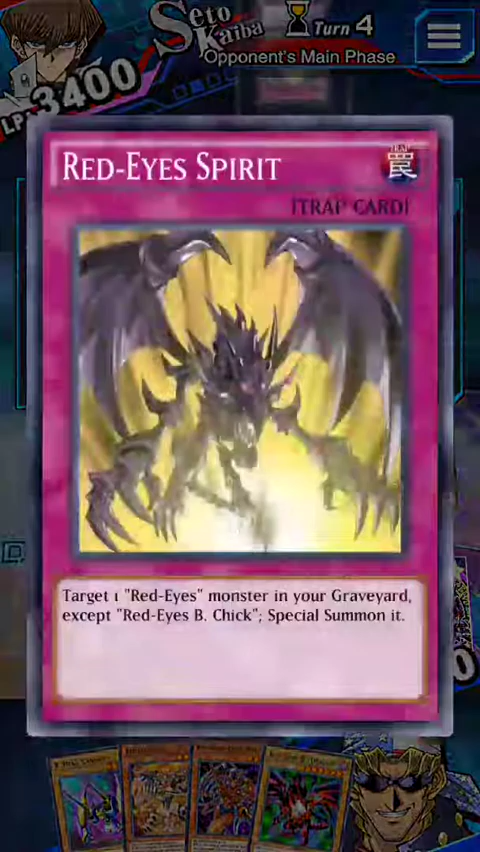 Seto
Kaiba
Turn 4
Opponent's Main Phase
LP: 3400
RED-EYES SPIRIT
TRAP
罠
[TRAP CARD]
Target 1 "Red-Eyes" monster in your Graveyard,
except "Red-Eyes B. Chick"; Special Summon it.